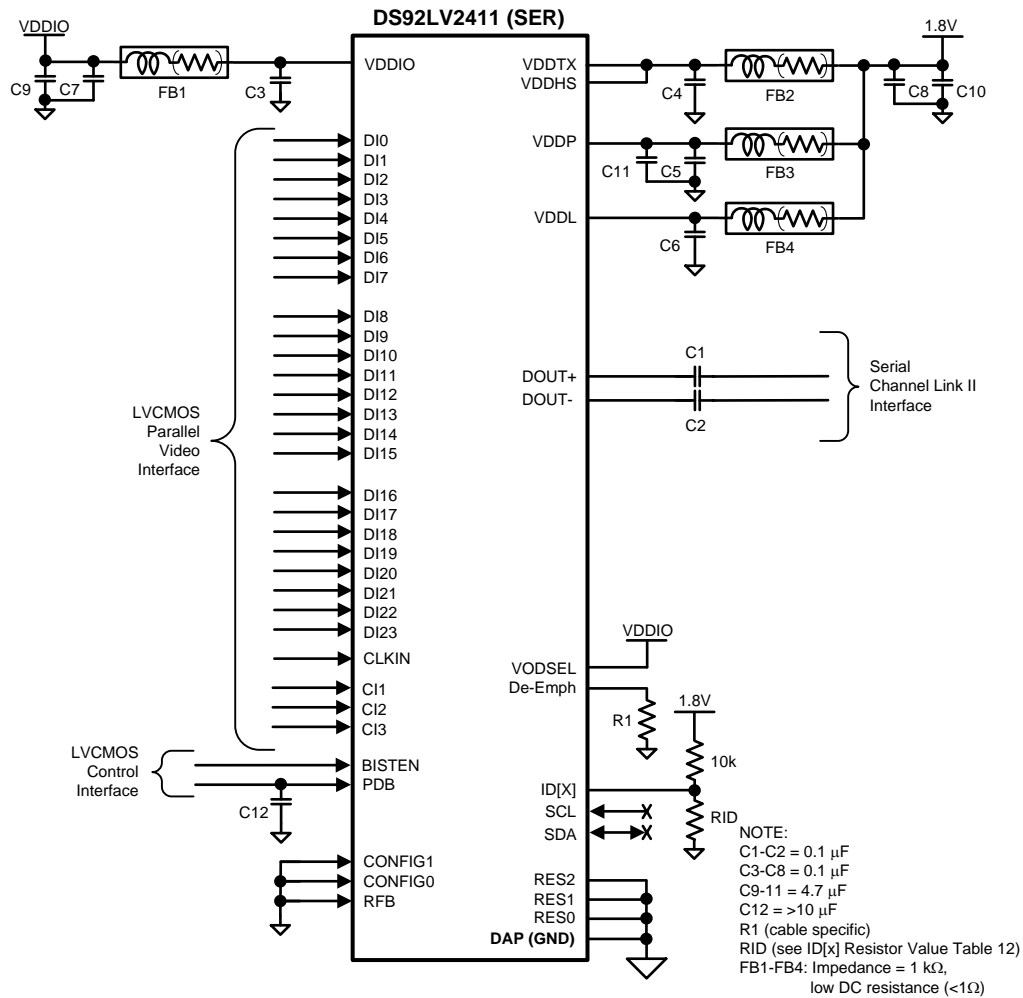 DS92LV2411 (SER)
VDDIO
C9
C7
FB1
C3
VDDIO
VDDTX
VDDHS
C4
FB2
1.8V
C8
C10
VDDP
C11
C5
FB3
VDDL
C6
FB4
DI0
DI1
DI2
DI3
DI4
DI5
DI6
DI7
DI8
DI9
DI10
DI11
DI12
DI13
DI14
DI15
LVCMOS
Parallel
Video
Interface
DI16
DI17
DI18
DI19
DI20
DI21
DI22
DI23
CLKIN
CI1
CI2
CI3
DOUT+
DOUT-
C1
C2
Serial
Channel Link II
Interface
LVCMOS
Control
Interface
BISTEN
PDB
C12
CONFIG1
CONFIG0
RFB
VDDIO
VODSEL
De-Emph
R1
1.8V
10k
ID[X]
SCL
SDA
RID
RES2
RES1
RES0
DAP (GND)
NOTE:
C1-C2 = 0.1 μF
C3-C8 = 0.1 μF
C9-11 = 4.7 μF
C12 = >10 μF
R1 (cable specific)
RID (see ID[x] Resistor Value Table 12)
FB1-FB4: Impedance = 1 kΩ,
low DC resistance (<1Ω)